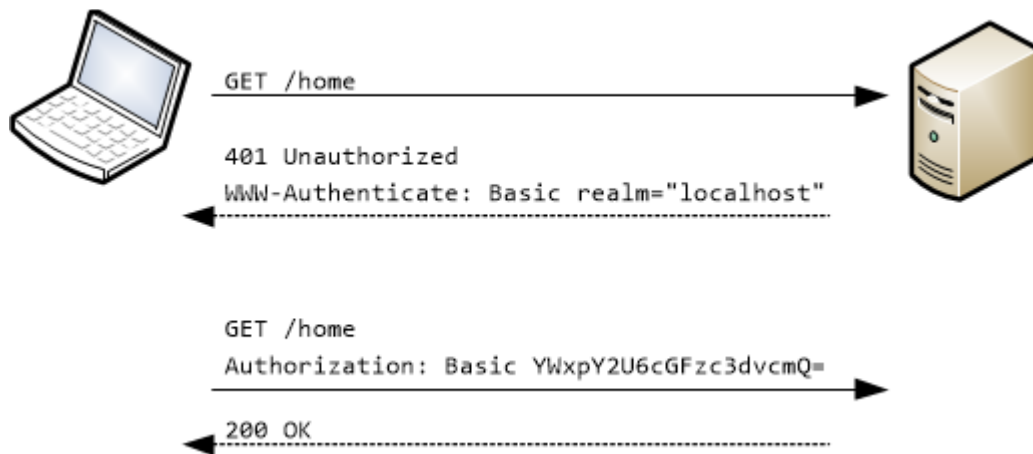 GET /home
401 Unauthorized
WWW-Authenticate: Basic realm="localhost"
GET /home
Authorization: Basic YWxpY2U6cGFzc3dvcmQ=
200 OK